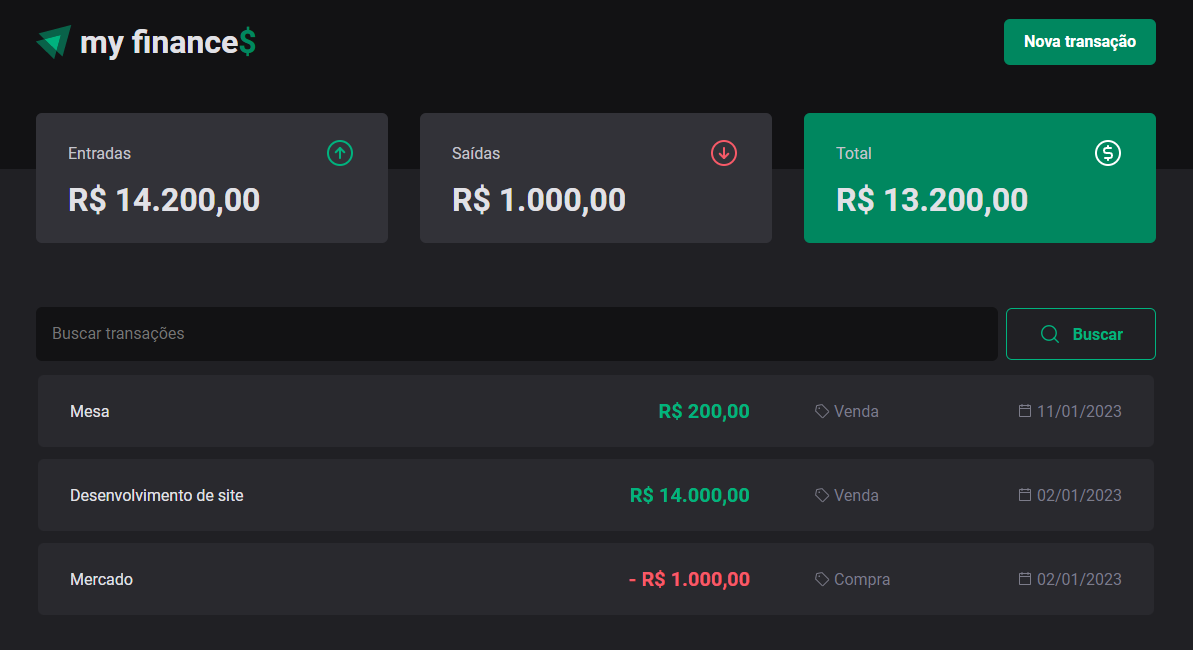 my finance$
Nova transação
Entradas
R$ 14.200,00
Saídas
R$ 1.000,00
Total
R$ 13.200,00
Buscar transações
Buscar
Mesa R$ 200,00 Venda 11/01/2023
Desenvolvimento de site R$ 14.000,00 Venda 02/01/2023
Mercado - R$ 1.000,00 Compra 02/01/2023